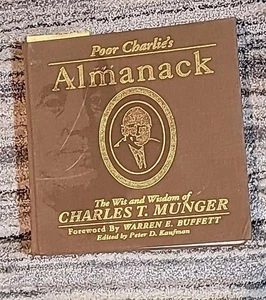 Poor Charlie's
Almanack
The Wit and Wisdom of
CHARLES T. MUNGER
Foreword By WARREN E. BUFFETT
Edited by Peter D. Kaufman